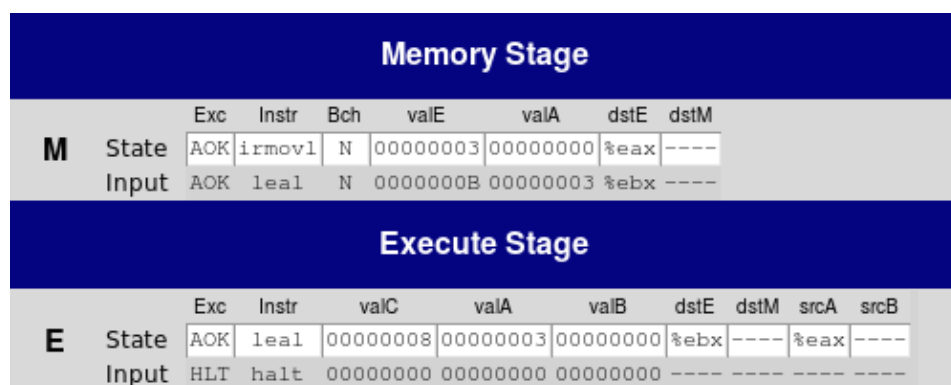 Memory Stage
Exc Instr Bch valE valA dstE dstM
M State AOK irmovl N 00000003 00000000 %eax ----
Input AOK leal N 0000000B 00000003 %ebx ----
Execute Stage
Exc Instr valC valA valB dstE dstM srcA srcB
E State AOK leal 00000008 00000003 00000000 %ebx ---- %eax ----
Input HLT halt 00000000 00000000 00000000 ---- ---- ---- ----